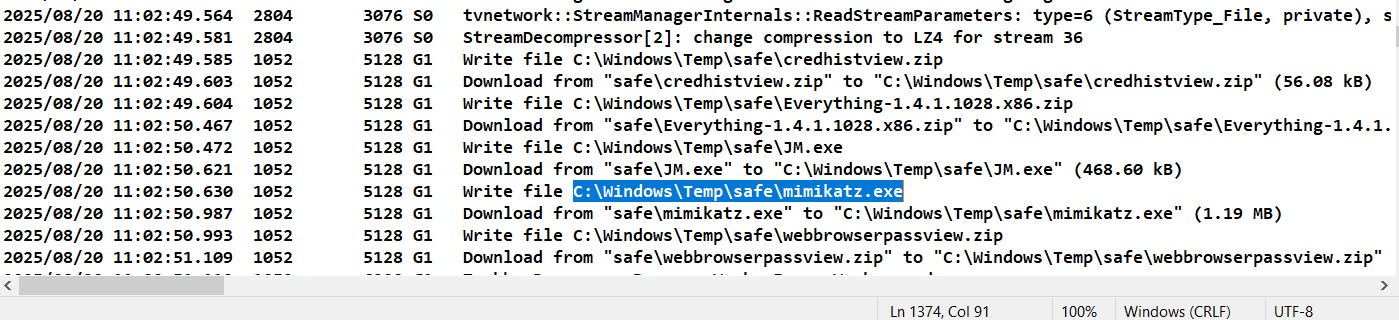 2025/08/20 11:02:49.564 2804 3076 S0 tvnetwork::StreamManagerInternals::ReadStreamParameters: type=6 (StreamType_File, private), s
2025/08/20 11:02:49.581 2804 3076 S0 StreamDecompressor[2]: change compression to LZ4 for stream 36
2025/08/20 11:02:49.585 1052 5128 G1 Write file C:\Windows\Temp\safe\credhistview.zip
2025/08/20 11:02:49.603 1052 5128 G1 Download from "safe\credhistview.zip" to "C:\Windows\Temp\safe\credhistview.zip" (56.08 kB)
2025/08/20 11:02:49.604 1052 5128 G1 Write file C:\Windows\Temp\safe\Everything-1.4.1.1028.x86.zip
2025/08/20 11:02:50.467 1052 5128 G1 Download from "safe\Everything-1.4.1.1028.x86.zip" to "C:\Windows\Temp\safe\Everything-1.4.1.
2025/08/20 11:02:50.472 1052 5128 G1 Write file C:\Windows\Temp\safe\JM.exe
2025/08/20 11:02:50.621 1052 5128 G1 Download from "safe\JM.exe" to "C:\Windows\Temp\safe\JM.exe" (468.60 kB)
2025/08/20 11:02:50.630 1052 5128 G1 Write file C:\Windows\Temp\safe\mimikatz.exe
2025/08/20 11:02:50.987 1052 5128 G1 Download from "safe\mimikatz.exe" to "C:\Windows\Temp\safe\mimikatz.exe" (1.19 MB)
2025/08/20 11:02:50.993 1052 5128 G1 Write file C:\Windows\Temp\safe\webbrowserpassview.zip
2025/08/20 11:02:51.109 1052 5128 G1 Download from "safe\webbrowserpassview.zip" to "C:\Windows\Temp\safe\webbrowserpassview.zip"
Ln 1374, Col 91 100% Windows (CRLF) UTF-8